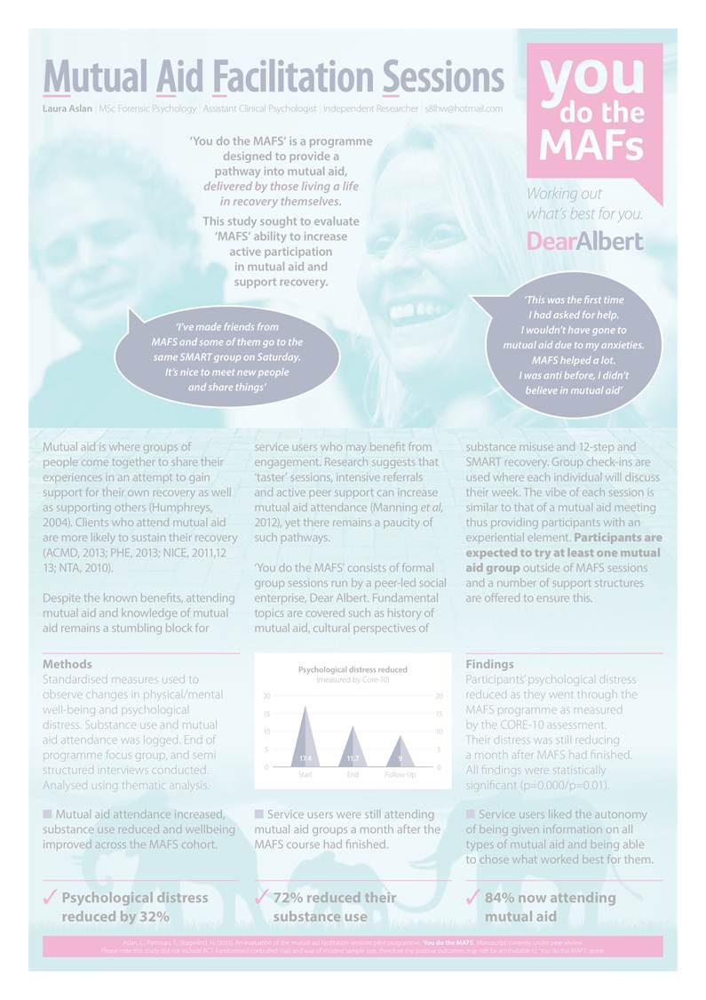 Mutual Aid Facilitation Sessions
Laura Aslan | MSc Forensic Psychology | Assistant Clinical Psychologist | Independent Researcher | s8lhw@hotmail.com
you
do the
MAFs
Working out
what's best for you.
DearAlbert
'You do the MAFS' is a programme
designed to provide a
pathway into mutual aid,
delivered by those living a life
in recovery themselves.
This study sought to evaluate
'MAFS' ability to increase
active participation
in mutual aid and
support recovery.
'I've made friends from
MAFS and some of them go to the
same SMART group on Saturday.
It's nice to meet new people
and share things'
'This was the first time
I had asked for help.
I wouldn't have gone to
mutual aid due to my anxieties.
MAFS helped a lot.
I was anti before, I didn't
believe in mutual aid'
Mutual aid is where groups of
people come together to share their
experiences in an attempt to gain
support for their own recovery as well
as supporting others (Humphreys,
2004). Clients who attend mutual aid
are more likely to sustain their recovery
(ACMD, 2013; PHE, 2013; NICE, 2011,12
13; NTA, 2010).
Despite the known benefits, attending
mutual aid and knowledge of mutual
aid remains a stumbling block for
service users who may benefit from
engagement. Research suggests that
'taster' sessions, intensive referrals
and active peer support can increase
mutual aid attendance (Manning et al,
2012), yet there remains a paucity of
such pathways.
'You do the MAFS' consists of formal
group sessions run by a peer-led social
enterprise, Dear Albert. Fundamental
topics are covered such as history of
mutual aid, cultural perspectives of
substance misuse and 12-step and
SMART recovery. Group check-ins are
used where each individual will discuss
their week. The vibe of each session is
similar to that of a mutual aid meeting
thus providing participants with an
experiential element. Participants are
expected to try at least one mutual
aid group outside of MAFS sessions
and a number of support structures
are offered to ensure this.
Methods
Standardised measures used to
observe changes in physical/mental
well-being and psychological
distress. Substance use and mutual
aid attendance was logged. End of
programme focus group, and semi
structured interviews conducted.
Analysed using thematic analysis.
Psychological distress reduced
(measured by Core-10)
20 20
15 15
10 10
5 5
0 0
17.4 11.7 9
Start End Follow-Up
Findings
Participants' psychological distress
reduced as they went through the
MAFS programme as measured
by the CORE-10 assessment.
Their distress was still reducing
a month after MAFS had finished.
All findings were statistically
significant (p=0.000/p=0.01).
Mutual aid attendance increased,
substance use reduced and wellbeing
improved across the MAFS cohort.
Service users were still attending
mutual aid groups a month after the
MAFS course had finished.
Service users liked the autonomy
of being given information on all
types of mutual aid and being able
to chose what worked best for them.
✓ Psychological distress
reduced by 32%
✓ 72% reduced their
substance use
✓ 84% now attending
mutual aid
Aslan, L., Parkman, T., Skagerlind, N. (2015). An evaluation of the mutual aid facilitation sessions pilot programme, 'You do the MAFS'. Manuscript currently under peer review.
Please note this study did not include RCT (randomised controlled trial) and was of modest sample size, therefore the positive outcomes may not be attributable to 'You do the MAFS' alone.